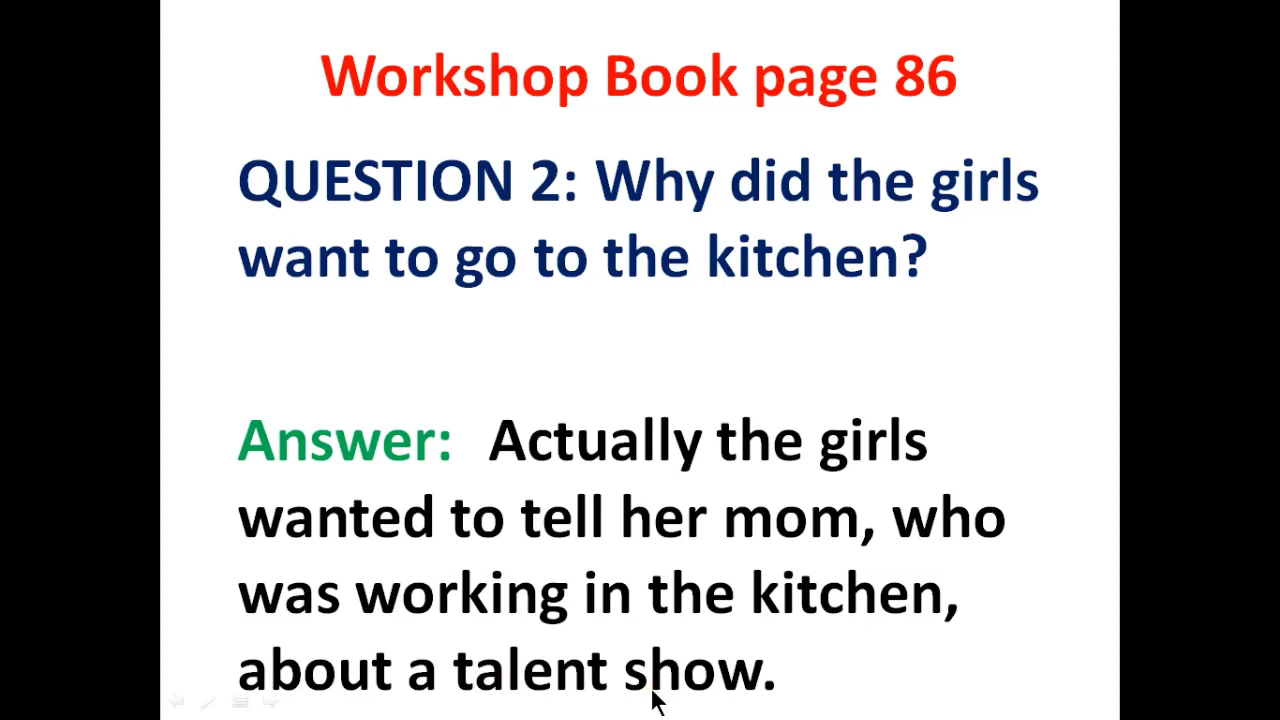 Workshop Book page 86
QUESTION 2: Why did the girls
want to go to the kitchen?
Answer: Actually the girls
wanted to tell her mom, who
was working in the kitchen,
about a talent show.